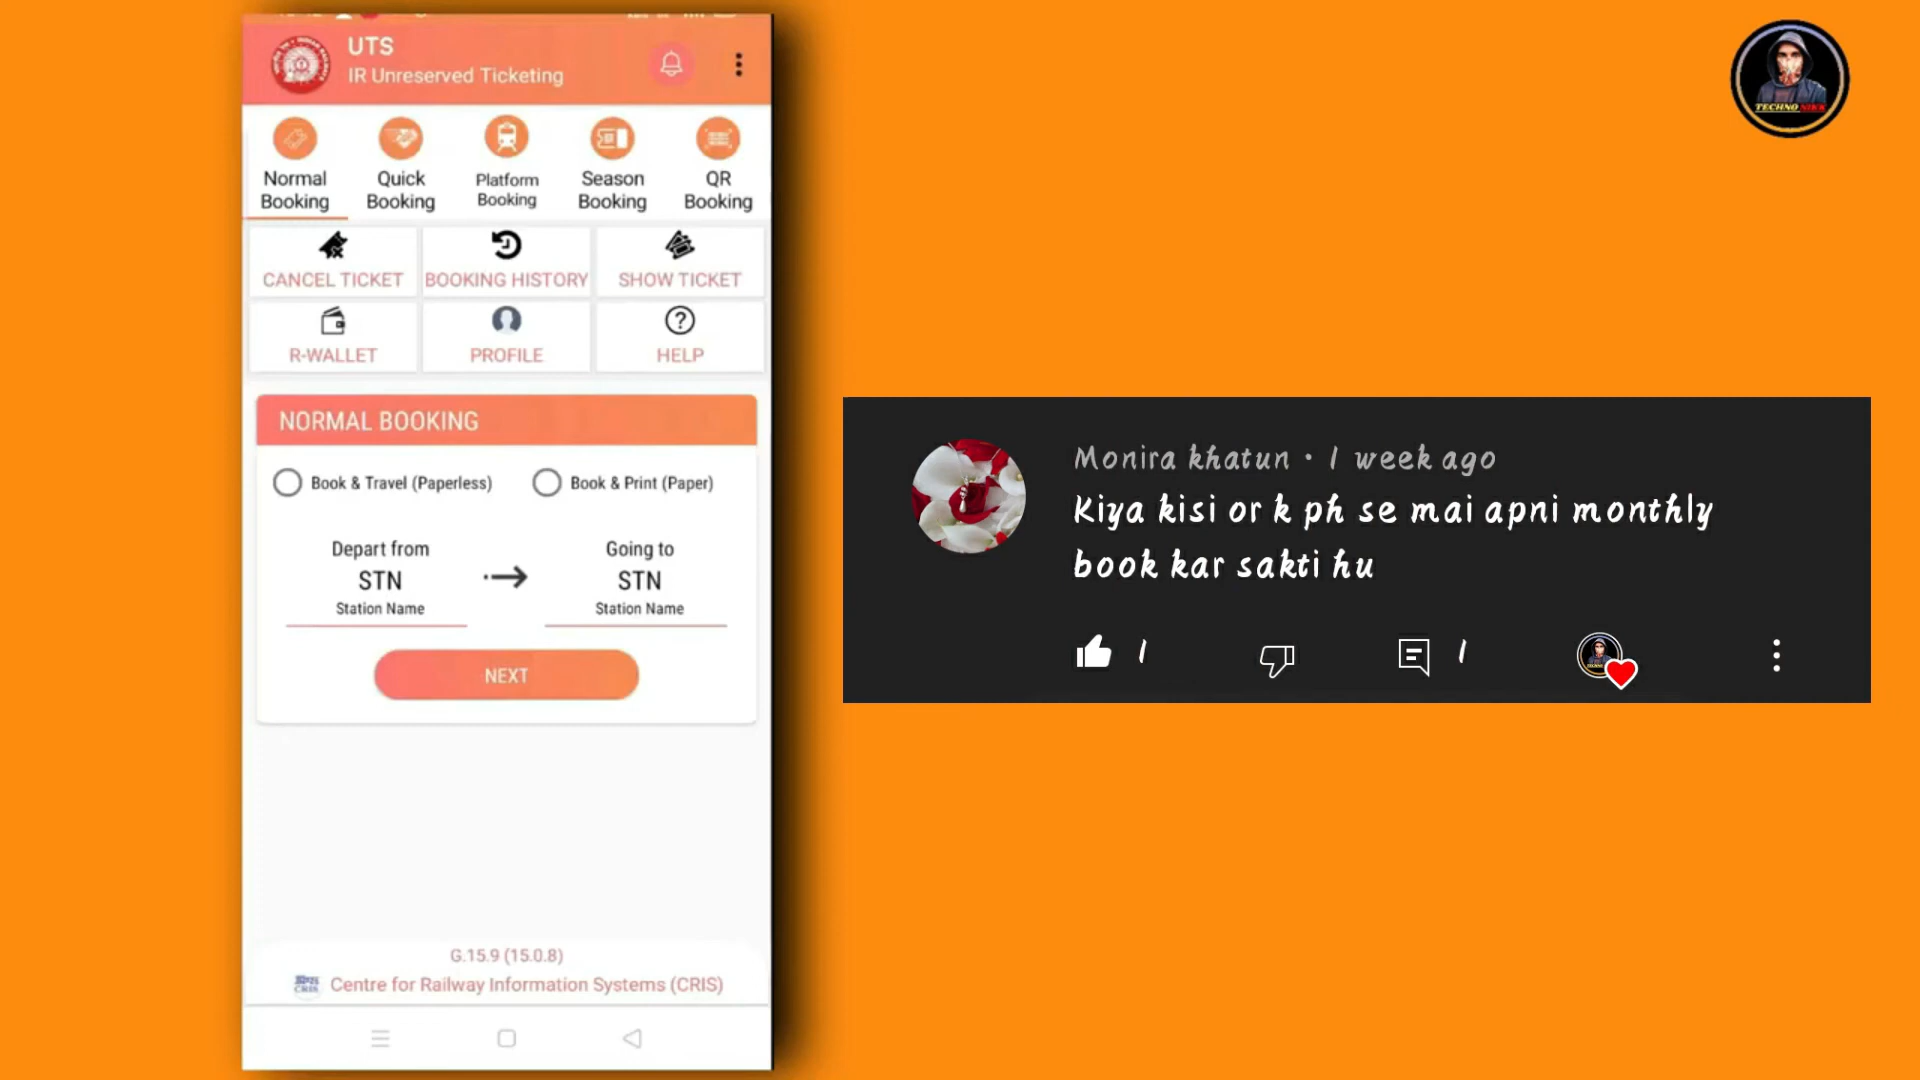 UTS
IR Unreserved Ticketing
Normal Booking
Quick Booking
Platform Booking
Season Booking
QR Booking
CANCEL TICKET
BOOKING HISTORY
SHOW TICKET
R-WALLET
PROFILE
HELP
NORMAL BOOKING
Book & Travel (Paperless)
Book & Print (Paper)
Depart from
STN
Station Name
Going to
STN
Station Name
NEXT
G.15.9 (15.0.8)
CRIS
Centre for Railway Information Systems (CRIS)
TECHNO NIKK
Monira khatun • 1 week ago
Kiya kisi or k ph se mai apni monthly
book kar sakti hu
1
1